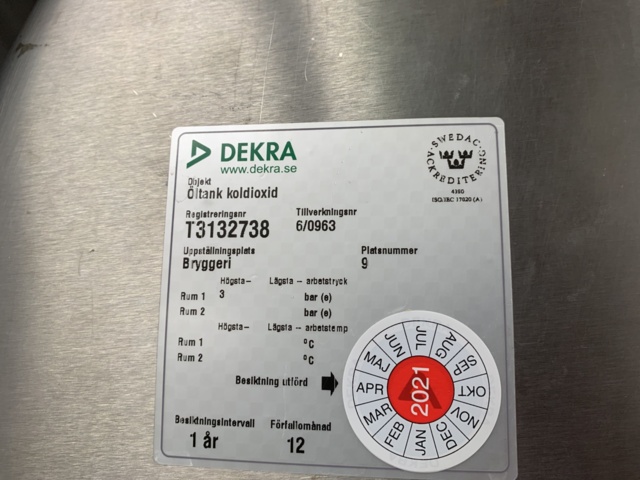 DEKRA
www.dekra.se
SWEDAC
ACKREDITERING
4300
ISO/IEC 17020 (A)
Objekt
Öltank koldioxid
Registreringsnr Tillverkningsnr
T3132738 6/0963
Uppställningsplats Platsnummer
Bryggeri 9
Högsta- Lägsta - arbetstryck
Rum 1 3 bar (e)
Rum 2 bar (e)
Högsta- Lägsta - arbetstemp
Rum 1 °C
Rum 2 °C
Besiktning utförd
JAN FEB MAR APR MAJ JUN JUL AUG SEP OKT NOV DEC
2021
Besiktningsintervall Förfallomånad
1 år 12